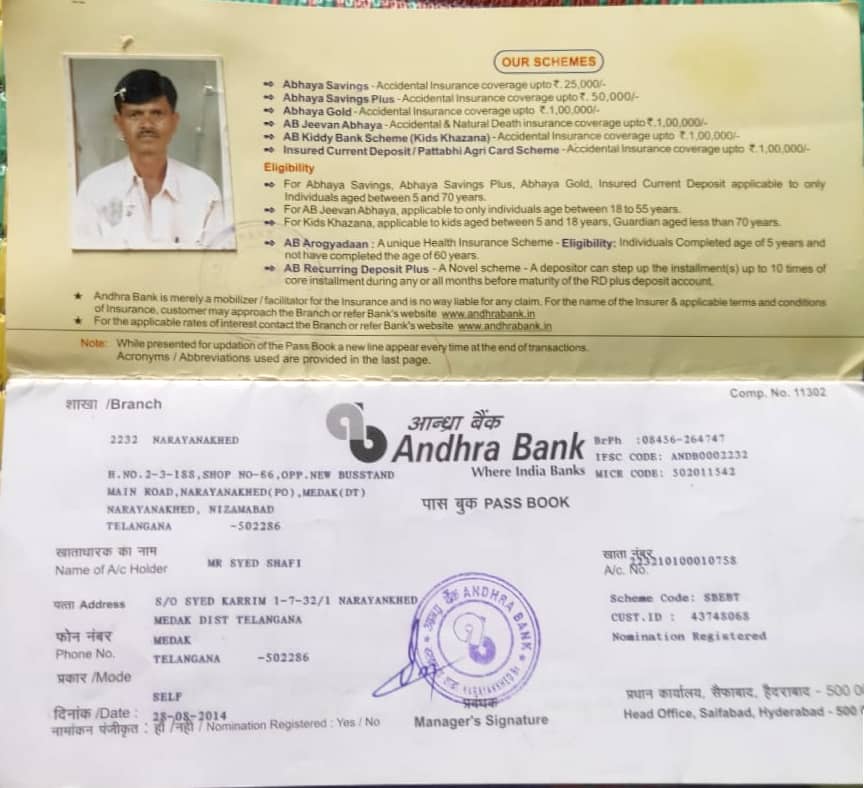 OUR SCHEMES
⇨ Abhaya Savings - Accidental Insurance coverage upto ₹. 25,000/-
⇨ Abhaya Savings Plus - Accidental Insurance coverage upto ₹. 50,000/-
⇨ Abhaya Gold - Accidental Insurance coverage upto ₹.1,00,000/-
⇨ AB Jeevan Abhaya - Accidental & Natural Death insurance coverage upto ₹.1,00,000/-
⇨ AB Kiddy Bank Scheme (Kids Khazana) - Accidental Insurance coverage upto ₹.1,00,000/-
⇨ Insured Current Deposit / Pattabhi Agri Card Scheme - Accidental Insurance coverage upto ₹.1,00,000/-
Eligibility
⇨ For Abhaya Savings, Abhaya Savings Plus, Abhaya Gold, Insured Current Deposit applicable to only
Individuals aged between 5 and 70 years.
⇨ For AB Jeevan Abhaya, applicable to only individuals age between 18 to 55 years.
⇨ For Kids Khazana, applicable to kids aged between 5 and 18 years, Guardian aged less than 70 years.
⇨ AB Arogyadaan : A unique Health Insurance Scheme - Eligibility: Individuals Completed age of 5 years and
not have completed the age of 60 years.
⇨ AB Recurring Deposit Plus - A Novel scheme - A depositor can step up the installment(s) up to 10 times of
core installment during any or all months before maturity of the RD plus deposit account.
★ Andhra Bank is merely a mobilizer / facilitator for the Insurance and is no way liable for any claim. For the name of the Insurer & applicable terms and conditions
of Insurance, customer may approach the Branch or refer Bank's website www.andhrabank.in
★ For the applicable rates of interest contact the Branch or refer Bank's website www.andhrabank.in
Note: While presented for updation of the Pass Book a new line appear every time at the end of transactions.
Acronyms / Abbreviations used are provided in the last page.
Comp. No. 11302
शाखा /Branch
2232 NARAYANAKHED
H.NO.2-3-188,SHOP NO-66,OPP.NEW BUSSTAND
MAIN ROAD,NARAYANAKHED(PO),MEDAK(DT)
NARAYANAKHED, NIZAMABAD
TELANGANA -502286
आन्ध्रा बैंक
Andhra Bank
Where India Banks
पास बुक PASS BOOK
BrPh :08456-264747
IFSC CODE: ANDB0002232
MICR CODE: 502011542
खाताधारक का नाम
Name of A/c Holder MR SYED SHAFI
खाता नंबर
A/c. No. 223210100010758
पत्ता Address S/O SYED KARRIM 1-7-32/1 NARAYANKHED
MEDAK DIST TELANGANA
फोन नंबर MEDAK
Phone No. TELANGANA -502286
Scheme Code: SBEBT
CUST.ID : 43748068
Nomination Registered
प्रकार /Mode
SELF
दिनांक /Date : 28-08-2014
नामांकन पंजीकृत : हाँ /नहीं / Nomination Registered : Yes / No
ANDHRA BANK
प्रबंधक
Manager's Signature
प्रधान कार्यालय, सैफाबाद, हैदराबाद - 500 0
Head Office, Saifabad, Hyderabad - 500